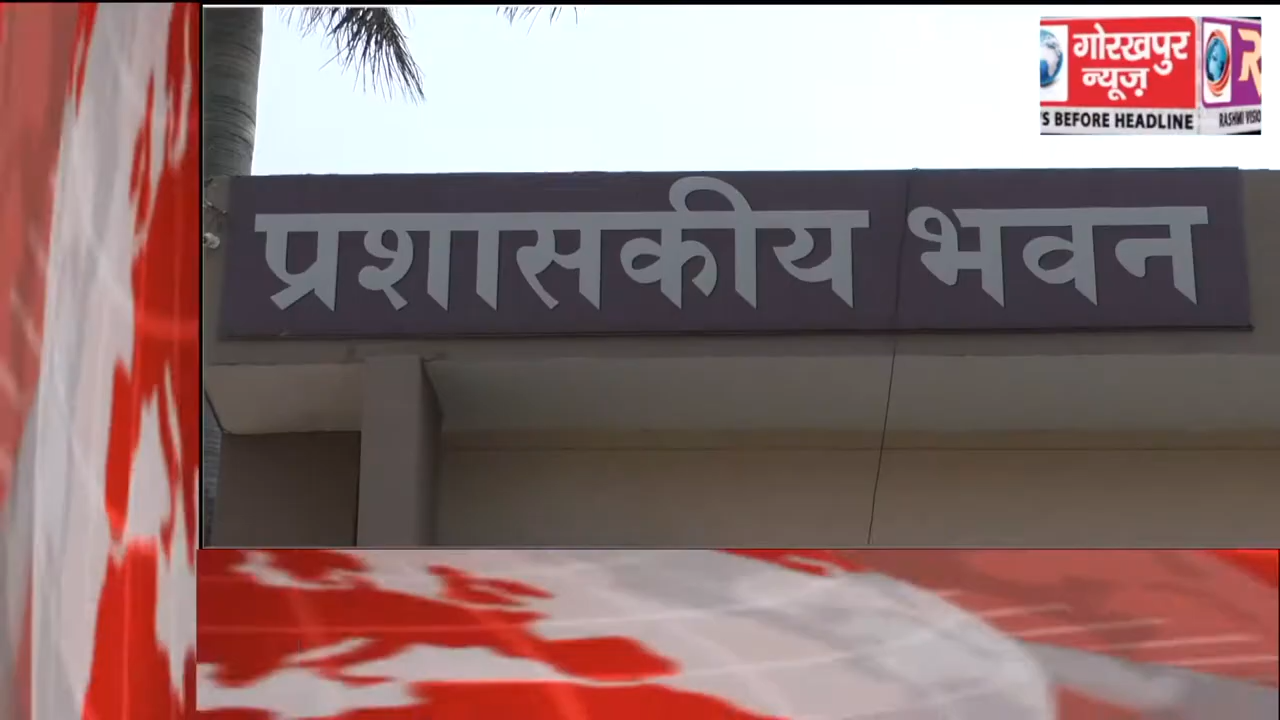 गोरखपुर
न्यूज़
'S BEFORE HEADLINE
RASHMI VISIO
प्रशासकीय भवन